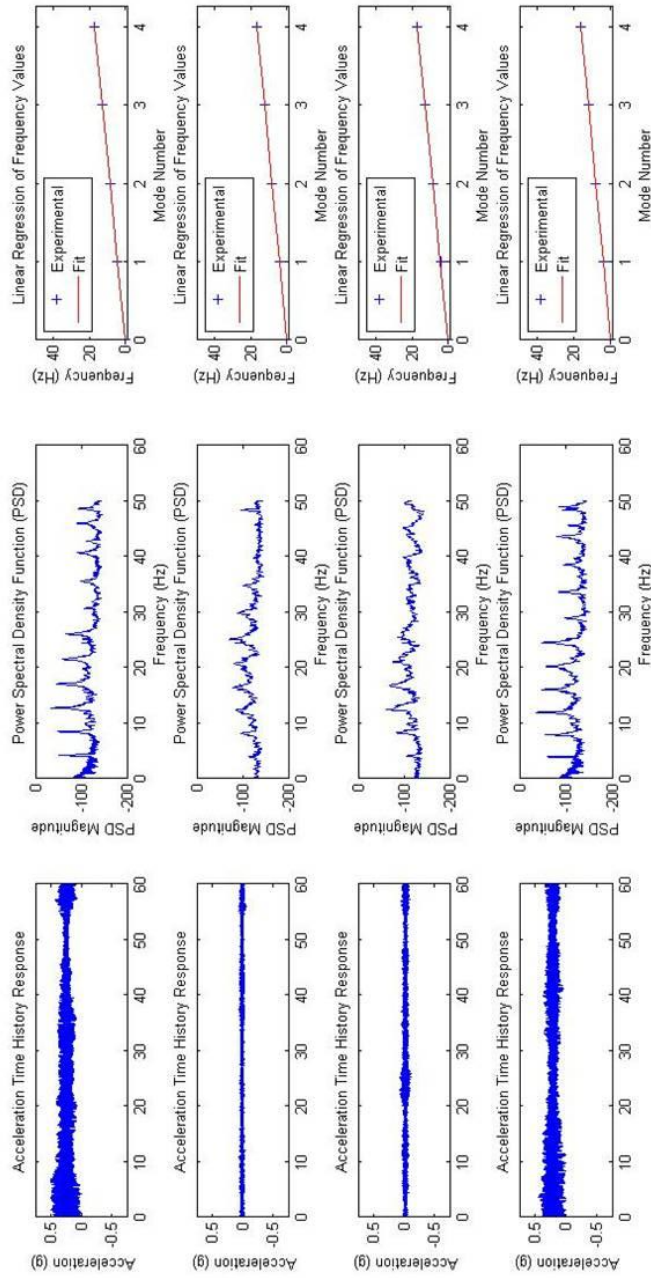 Acceleration Time History Response
Acceleration (g)
0.5
0
-0.5
0 10 20 30 40 50 60
Power Spectral Density Function (PSD)
PSD Magnitude
0
-100
-200
0 10 20 30 40 50 60
Frequency (Hz)
Linear Regression of Frequency Values
Frequency (Hz)
40
20
0
Experimental
Fit
0 1 2 3 4
Mode Number
Acceleration Time History Response
Acceleration (g)
0.5
0
-0.5
0 10 20 30 40 50 60
Power Spectral Density Function (PSD)
PSD Magnitude
0
-100
-200
0 10 20 30 40 50 60
Frequency (Hz)
Linear Regression of Frequency Values
Frequency (Hz)
40
20
0
Experimental
Fit
0 1 2 3 4
Mode Number
Acceleration Time History Response
Acceleration (g)
0.5
0
-0.5
0 10 20 30 40 50 60
Power Spectral Density Function (PSD)
PSD Magnitude
0
-100
-200
0 10 20 30 40 50 60
Frequency (Hz)
Linear Regression of Frequency Values
Frequency (Hz)
40
20
0
Experimental
Fit
0 1 2 3 4
Mode Number
Acceleration Time History Response
Acceleration (g)
0.5
0
-0.5
0 10 20 30 40 50 60
Power Spectral Density Function (PSD)
PSD Magnitude
0
-100
-200
0 10 20 30 40 50 60
Frequency (Hz)
Linear Regression of Frequency Values
Frequency (Hz)
40
20
0
Experimental
Fit
0 1 2 3 4
Mode Number